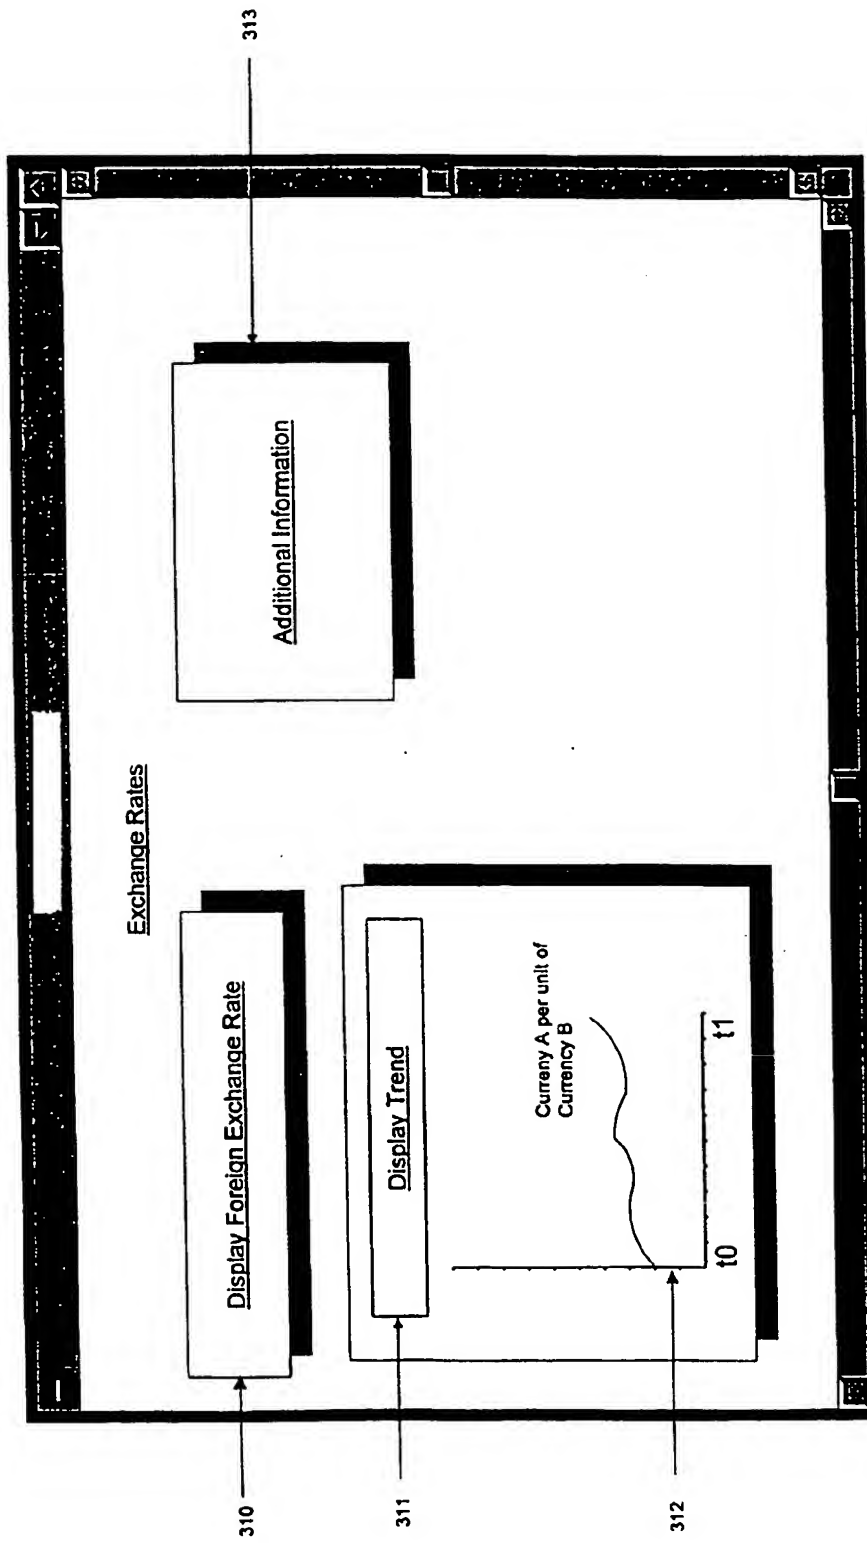 Exchange Rates
Display Foreign Exchange Rate
Additional Information
Display Trend
Curreny A per unit of
Currency B
t0
t1
310
311
312
313